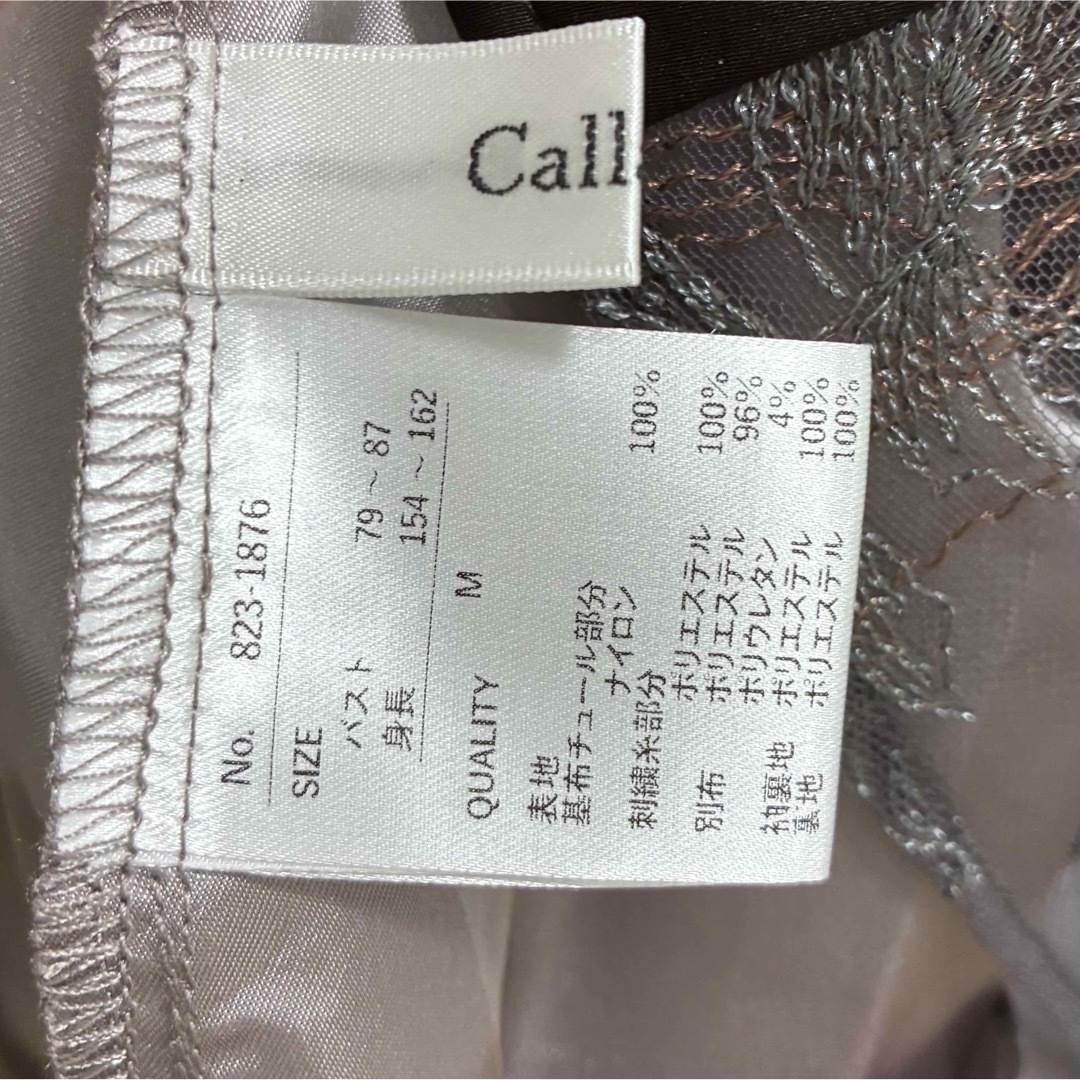 Call
No. 823-1876
SIZE
バスト 79～87
身長 154～162
QUALITY M
表地
基布チュール部分
ナイロン 100%
刺繍糸部分
ポリエステル 100%
別布 ポリエステル 96%
ポリウレタン 4%
袖裏地 ポリエステル 100%
裏地 ポリエステル 100%